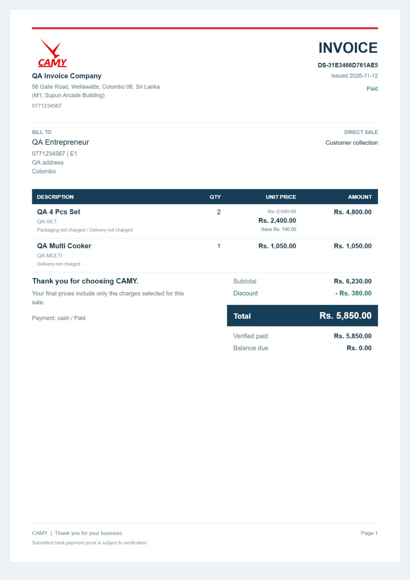 CAMY
QA Invoice Company
56 Galle Road, Wellawatte, Colombo 06, Sri Lanka
(M1, Supun Arcade Building)
0771234567
INVOICE
DS-31E3466D761AE5
Issued 2026-11-12
Paid
BILL TO
QA Entrepreneur
0771234567 | E1
QA address
Colombo
DIRECT SALE
Customer collection
DESCRIPTION QTY UNIT PRICE AMOUNT
QA 4 Pcs Set 2 Rs. 2,590.00 Rs. 4,800.00
QA-SET Rs. 2,400.00
Packaging not charged / Delivery not charged Save Rs. 190.00
QA Multi Cooker 1 Rs. 1,050.00 Rs. 1,050.00
QA-MULTI
Delivery not charged
Thank you for choosing CAMY.
Your final prices include only the charges selected for this
sale.
Payment: cash / Paid
Subtotal Rs. 6,230.00
Discount - Rs. 380.00
Total Rs. 5,850.00
Verified paid Rs. 5,850.00
Balance due Rs. 0.00
CAMY | Thank you for your business. Page 1
Submitted bank payment proof is subject to verification.